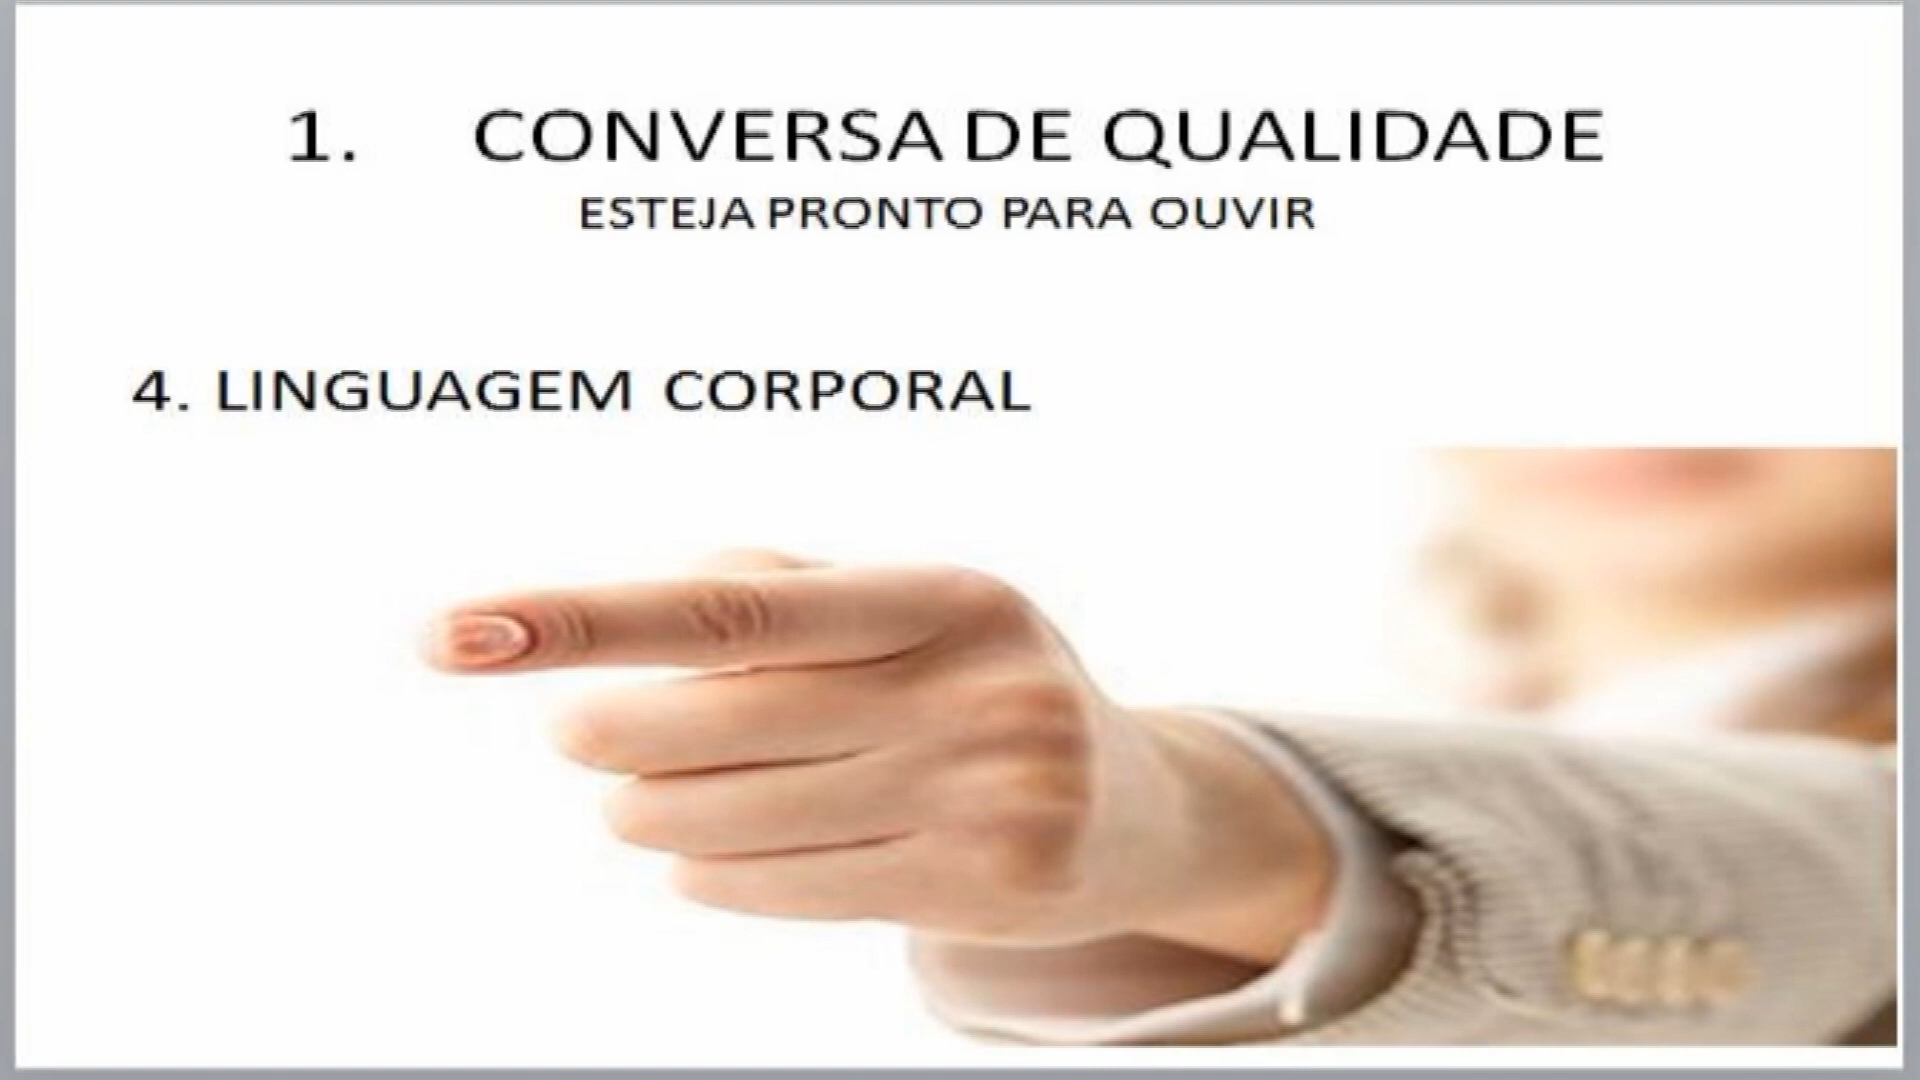 1. CONVERSA DE QUALIDADE
ESTEJA PRONTO PARA OUVIR
4. LINGUAGEM CORPORAL